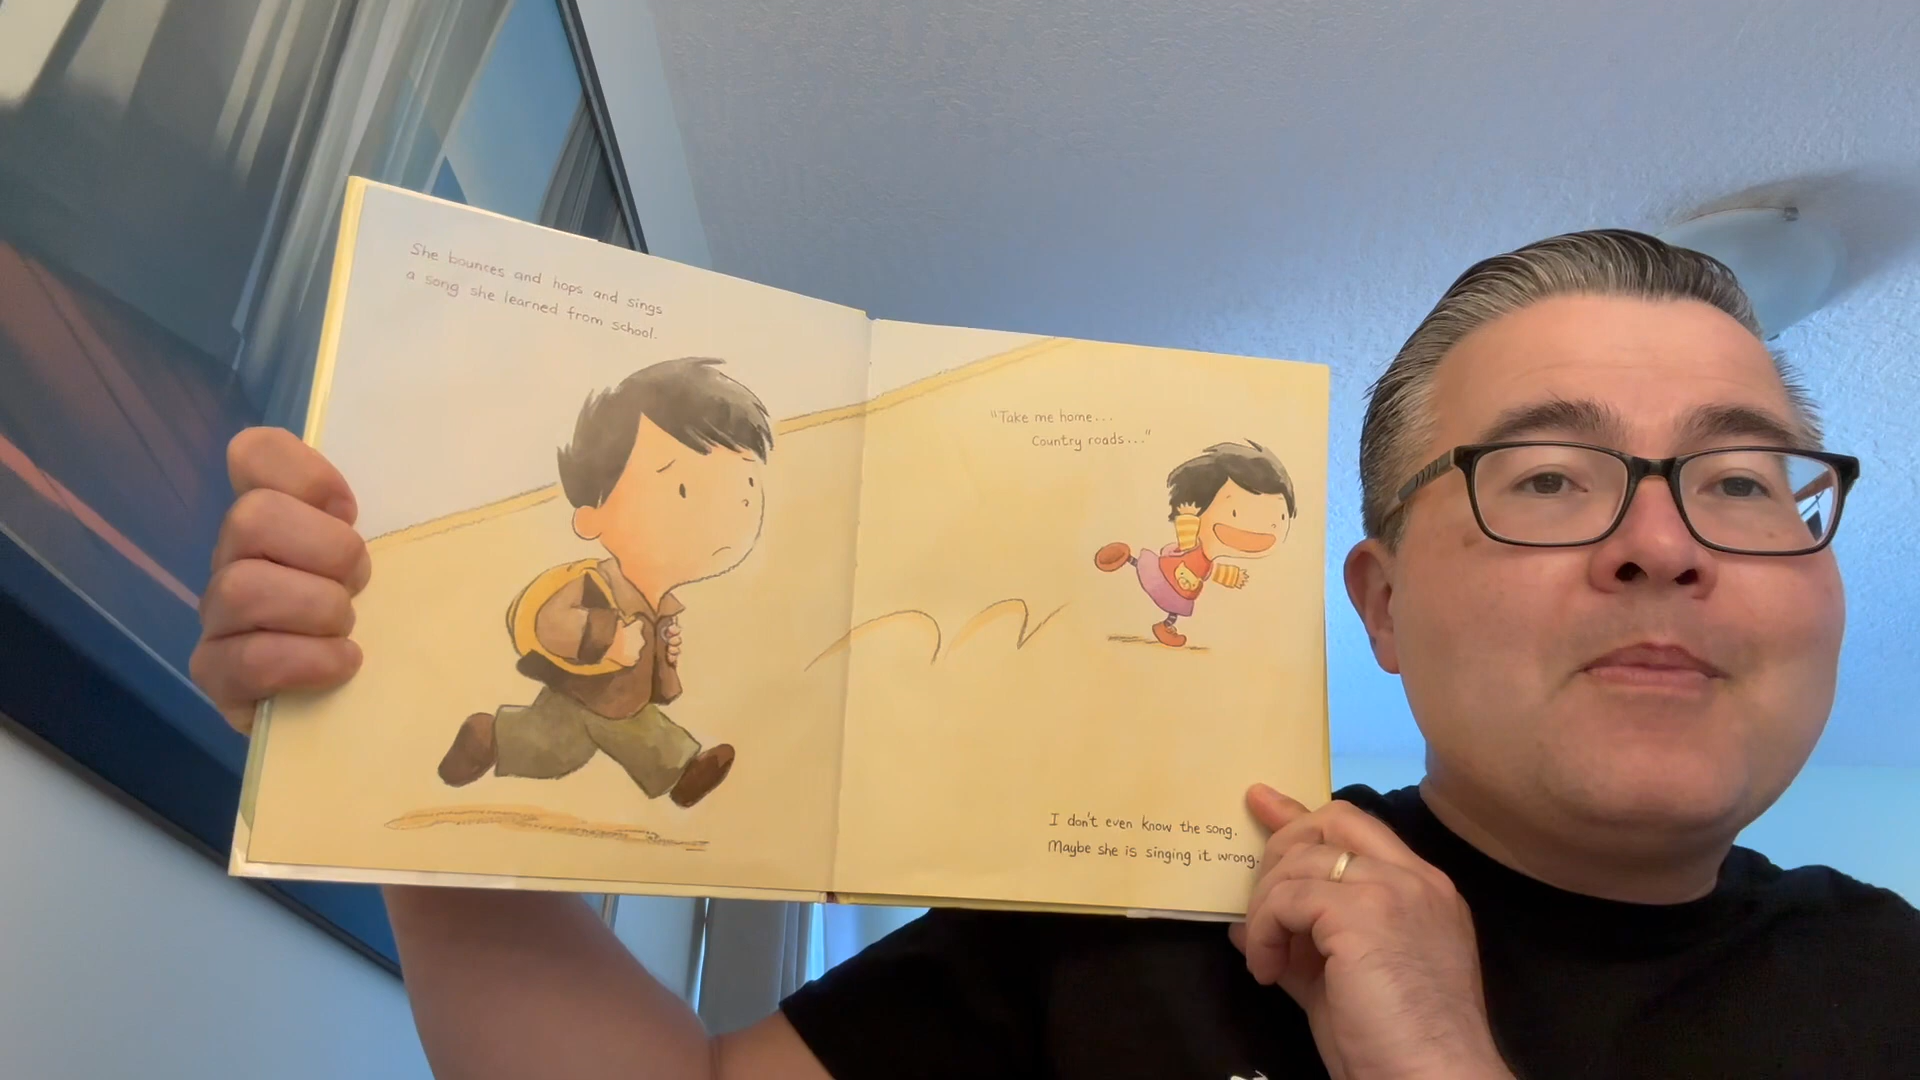 She bounces and hops and sings
a song she learned from school.
"Take me home...
Country roads..."
I don't even know the song.
Maybe she is singing it wrong.